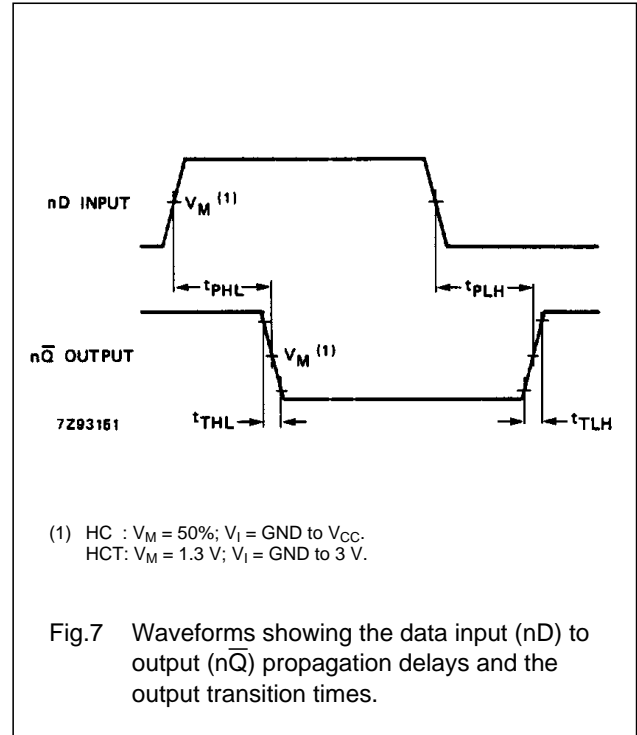 nD INPUT
V_M (1)
t_PHL
t_PLH
nQ̅ OUTPUT
V_M (1)
7Z93161
t_THL
t_TLH
(1) HC : V_M = 50%; V_I = GND to V_CC.
HCT: V_M = 1.3 V; V_I = GND to 3 V.
Fig.7 Waveforms showing the data input (nD) to
output (nQ̅) propagation delays and the
output transition times.